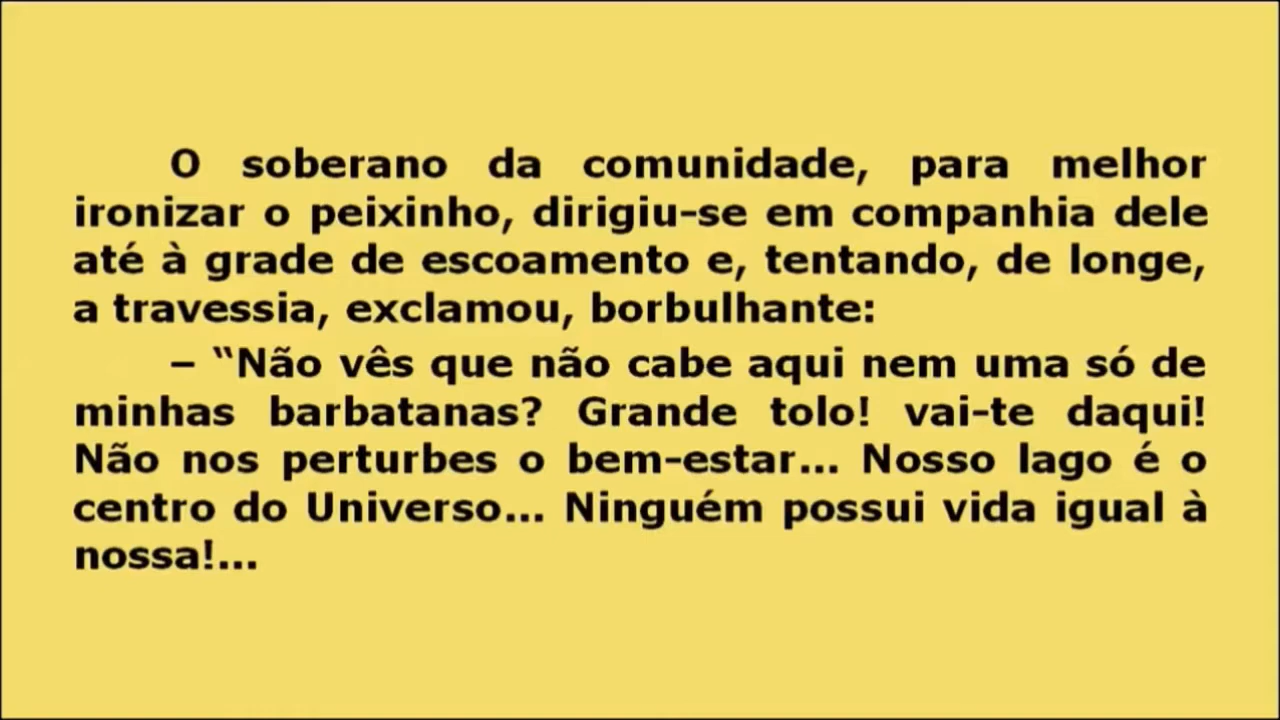 O soberano da comunidade, para melhor
ironizar o peixinho, dirigiu-se em companhia dele
até à grade de escoamento e, tentando, de longe,
a travessia, exclamou, borbulhante:
– “Não vês que não cabe aqui nem uma só de
minhas barbatanas? Grande tolo! vai-te daqui!
Não nos perturbes o bem-estar... Nosso lago é o
centro do Universo... Ninguém possui vida igual à
nossa!...